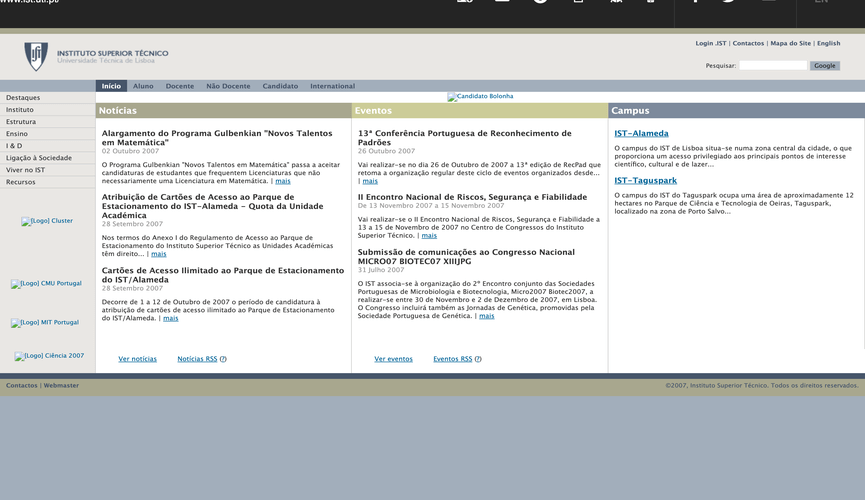 www.ist.utl.pt/
EN
INSTITUTO SUPERIOR TÉCNICO
Universidade Técnica de Lisboa
Login .IST | Contactos | Mapa do Site | English
Pesquisar:
Google
Início Aluno Docente Não Docente Candidato International
Destaques
Instituto
Estrutura
Ensino
I & D
Ligação à Sociedade
Viver no IST
Recursos
[Logo] Cluster
[Logo] CMU Portugal
[Logo] MIT Portugal
[Logo] Ciência 2007
Candidato Bolonha
Notícias
Alargamento do Programa Gulbenkian "Novos Talentos
em Matemática"
02 Outubro 2007
O Programa Gulbenkian "Novos Talentos em Matemática" passa a aceitar
candidaturas de estudantes que frequentem Licenciaturas que não
necessariamente uma Licenciatura em Matemática. | mais
Atribuição de Cartões de Acesso ao Parque de
Estacionamento do IST-Alameda - Quota da Unidade
Académica
28 Setembro 2007
Nos termos do Anexo I do Regulamento de Acesso ao Parque de
Estacionamento do Instituto Superior Técnico as Unidades Académicas
têm direito... | mais
Cartões de Acesso Ilimitado ao Parque de Estacionamento
do IST/Alameda
28 Setembro 2007
Decorre de 1 a 12 de Outubro de 2007 o período de candidatura à
atribuição de cartões de acesso ilimitado ao Parque de Estacionamento
do IST/Alameda. | mais
Ver notícias Notícias RSS (?)
Eventos
13ª Conferência Portuguesa de Reconhecimento de
Padrões
26 Outubro 2007
Vai realizar-se no dia 26 de Outubro de 2007 a 13ª edição de RecPad que
retoma a organização regular deste ciclo de eventos organizados desde...
| mais
II Encontro Nacional de Riscos, Segurança e Fiabilidade
De 13 Novembro 2007 a 15 Novembro 2007
Vai realizar-se o II Encontro Nacional de Riscos, Segurança e Fiabilidade a
13 a 15 de Novembro de 2007 no Centro de Congressos do Instituto
Superior Técnico. | mais
Submissão de comunicações ao Congresso Nacional
MICRO07 BIOTEC07 XIIIJPG
31 Julho 2007
O IST associa-se à organização do 2º Encontro conjunto das Sociedades
Portuguesas de Microbiologia e Biotecnologia, Micro2007 Biotec2007, a
realizar-se entre 30 de Novembro e 2 de Dezembro de 2007, em Lisboa.
O Congresso incluirá também as Jornadas de Genética, promovidas pela
Sociedade Portuguesa de Genética. | mais
Ver eventos Eventos RSS (?)
Campus
IST-Alameda
O campus do IST de Lisboa situa-se numa zona central da cidade, o que
proporciona um acesso privilegiado aos principais pontos de interesse
científico, cultural e de lazer...
IST-Taguspark
O campus do IST do Taguspark ocupa uma área de aproximadamente 12
hectares no Parque de Ciência e Tecnologia de Oeiras, Taguspark,
localizado na zona de Porto Salvo...
Contactos | Webmaster
©2007, Instituto Superior Técnico. Todos os direitos reservados.